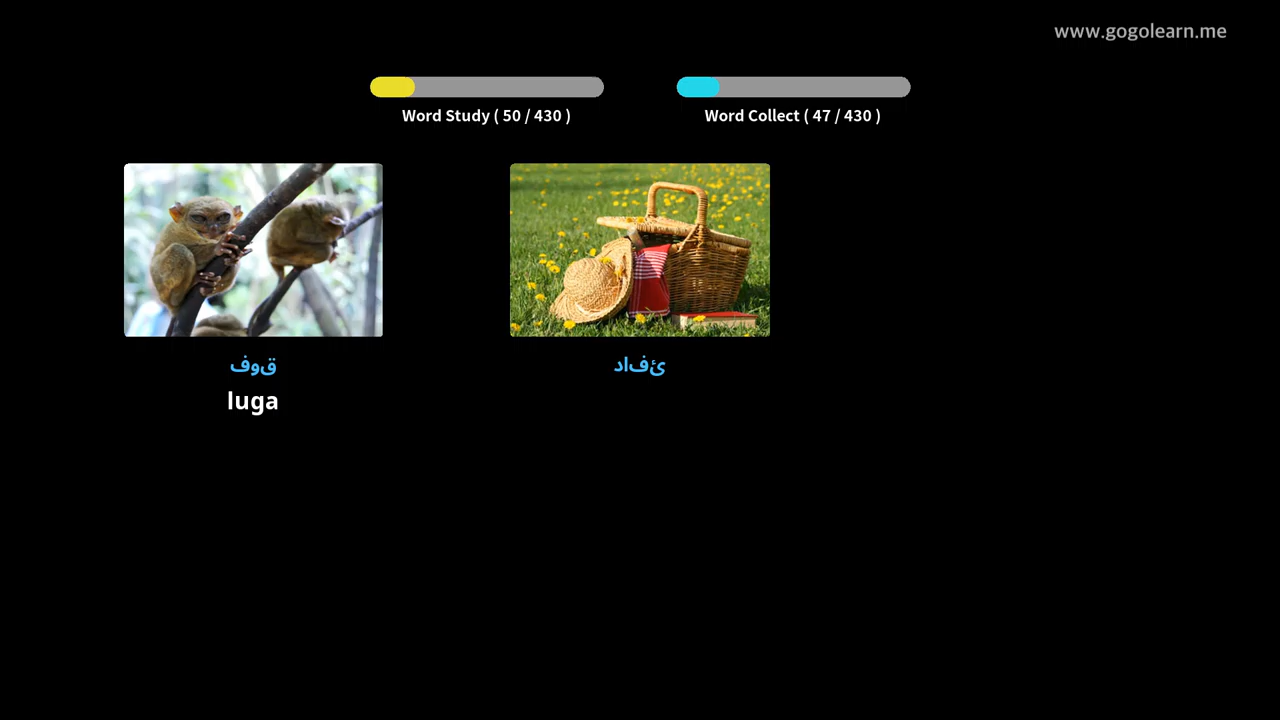 www.gogolearn.me
Word Study ( 50 / 430 )
Word Collect ( 47 / 430 )
قوف
luga
ئفاد